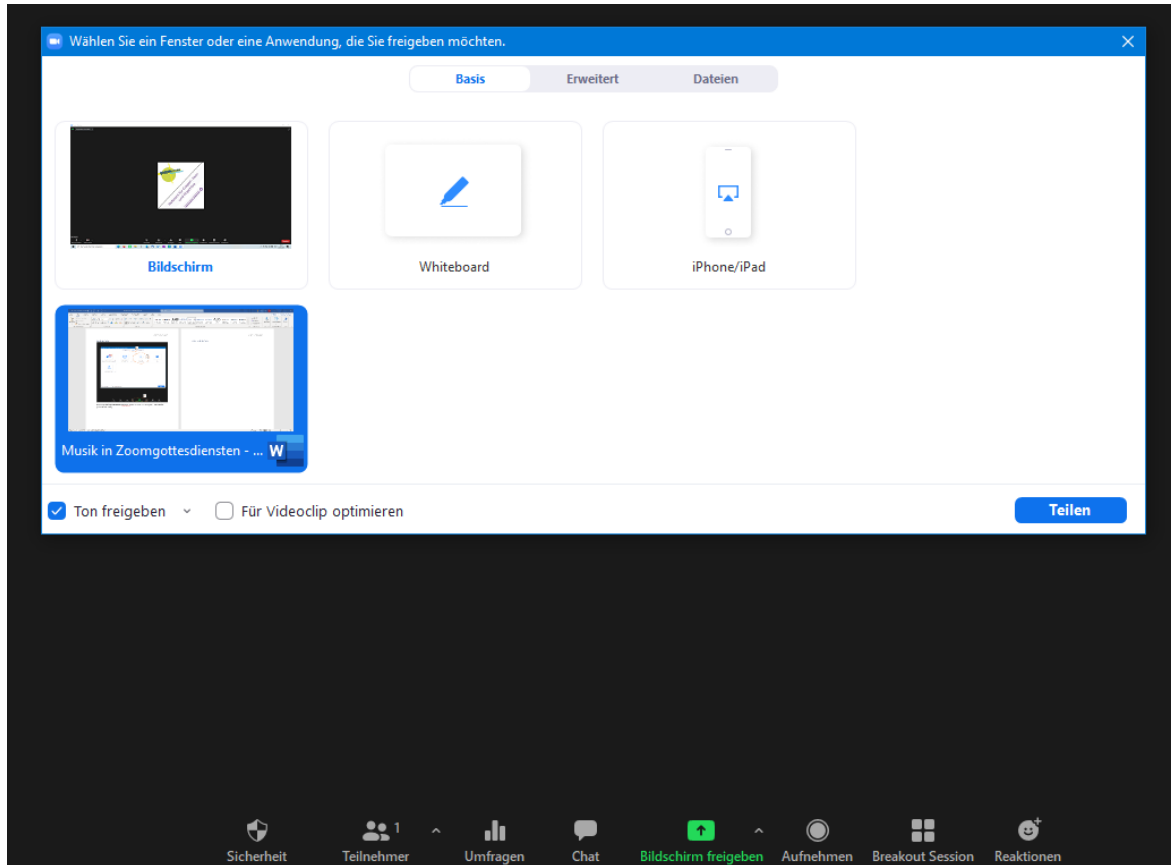 Wählen Sie ein Fenster oder eine Anwendung, die Sie freigeben möchten.
Basis Erweitert Dateien
Bildschirm Whiteboard iPhone/iPad
Musik in Zoomgottesdiensten - ... W
Ton freigeben Für Videoclip optimieren Teilen
1
Sicherheit Teilnehmer Umfragen Chat Bildschirm freigeben Aufnehmen Breakout Session Reaktionen